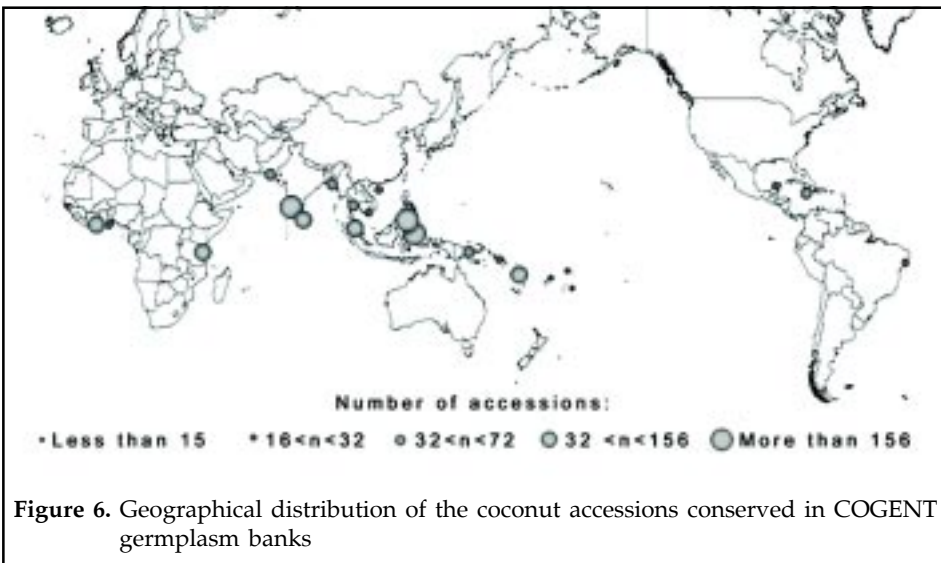 Number of accessions:
Less than 15 16<n<32 32<n<72 32 <n<156 More than 156
Figure 6. Geographical distribution of the coconut accessions conserved in COGENT
germplasm banks